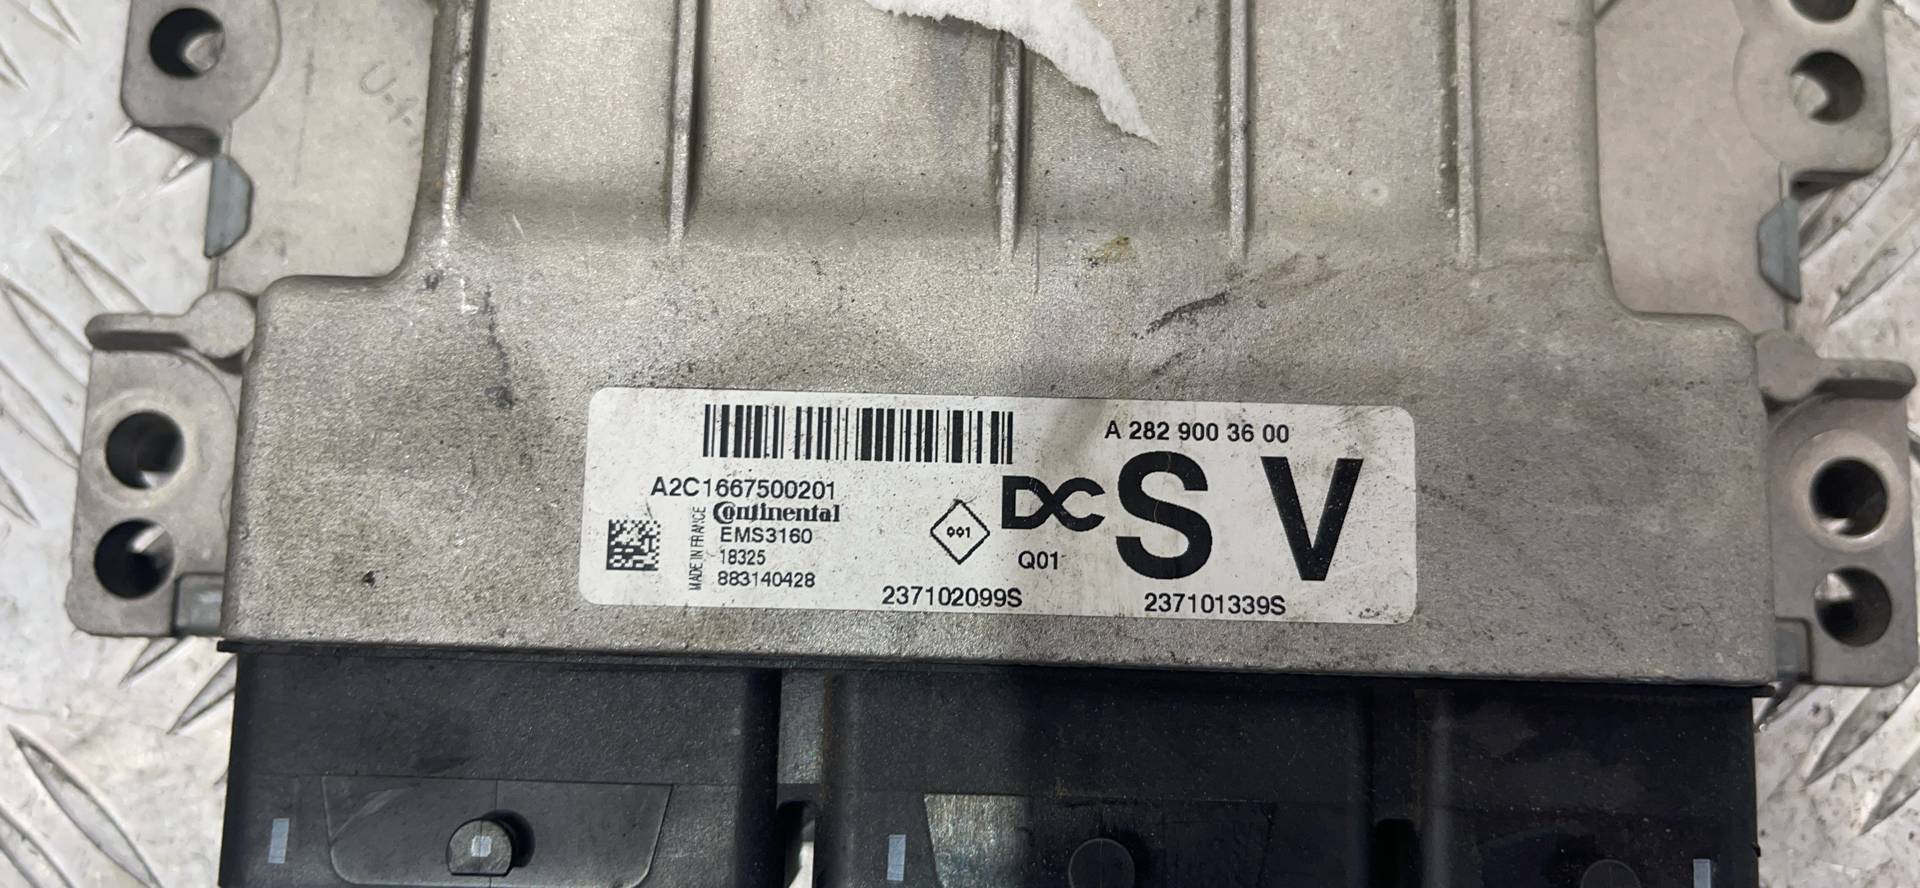 A 282 900 36 00
A2C1667500201
DC S V
MADE IN FRANCE
Continental
EMS3160
18325
883140428
Q01
237102099S
237101339S